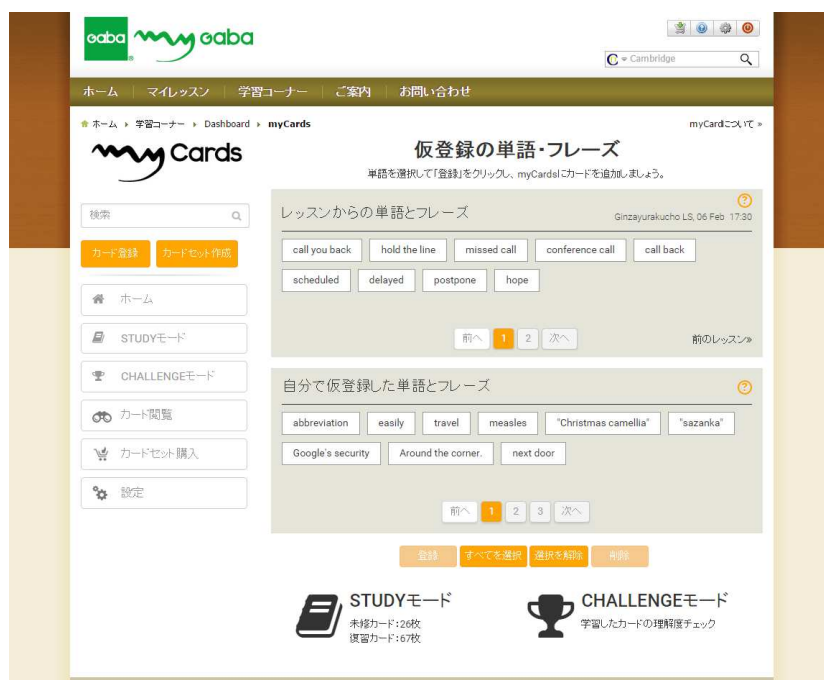 gaba my gaba
C Cambridge
ホーム マイレッスン 学習コーナー ご案内 お問い合わせ
ホーム 学習コーナー Dashboard myCards
myCardについて »
my Cards
仮登録の単語・フレーズ
単語を選択して「登録」をクリックし、myCardsにカードを追加しましょう。
検索
カード登録 カードセット作成
ホーム
STUDYモード
CHALLENGEモード
カード閲覧
カードセット購入
設定
レッスンからの単語とフレーズ
Ginzayurakucho LS, 06 Feb 17:30
call you back hold the line missed call conference call call back
scheduled delayed postpone hope
前へ 1 2 次へ
前のレッスン»
自分で仮登録した単語とフレーズ
abbreviation easily travel measles "Christmas camellia" "sazanka"
Google's security Around the corner. next door
前へ 1 2 3 次へ
登録 すべてを選択 選択を解除 削除
STUDYモード
未修カード：26枚
復習カード：67枚
CHALLENGEモード
学習したカードの理解度チェック